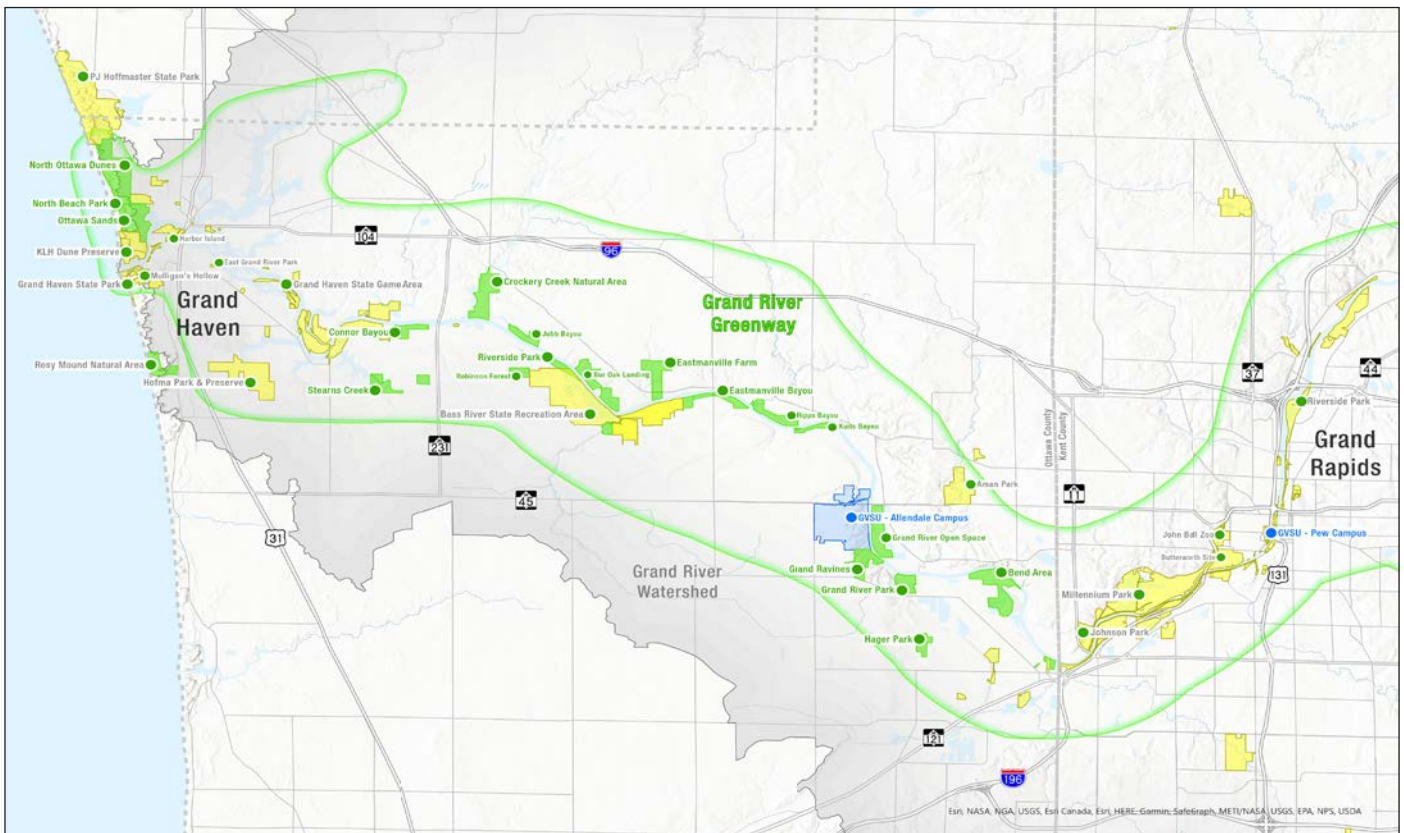 PJ Hoffmaster State Park
North Ottawa Dunes
North Beach Park
Ottawa Sands
Harbor Island
KLH Dune Preserve
East Grand River Park
Mulligan's Hollow
Grand Haven State Park
Grand Haven State Game Area
Grand
Haven
104
96
Crockery Creek Natural Area
Grand River
Greenway
Connor Bayou
Jubb Bayou
Rosy Mound Natural Area
Riverside Park
Eastmanville Farm
Hofma Park & Preserve
Stearns Creek
Robinson Forest
Bur Oak Landing
Eastmanville Bayou
Bass River State Recreation Area
Ripps Bayou
Kuits Bayou
231
45
31
37
44
Riverside Park
Grand
Rapids
Ottawa County
Kent County
Aman Park
11
GVSU - Allendale Campus
Grand River Open Space
John Ball Zoo
GVSU - Pew Campus
Butterworth Site
131
Grand River
Watershed
Grand Ravines
Bend Area
Grand River Park
Millennium Park
Hager Park
Johnson Park
121
196
Esri, NASA, NGA, USGS, Esri Canada, Esri, HERE, Garmin, SafeGraph, METI/NASA, USGS, EPA, NPS, USDA